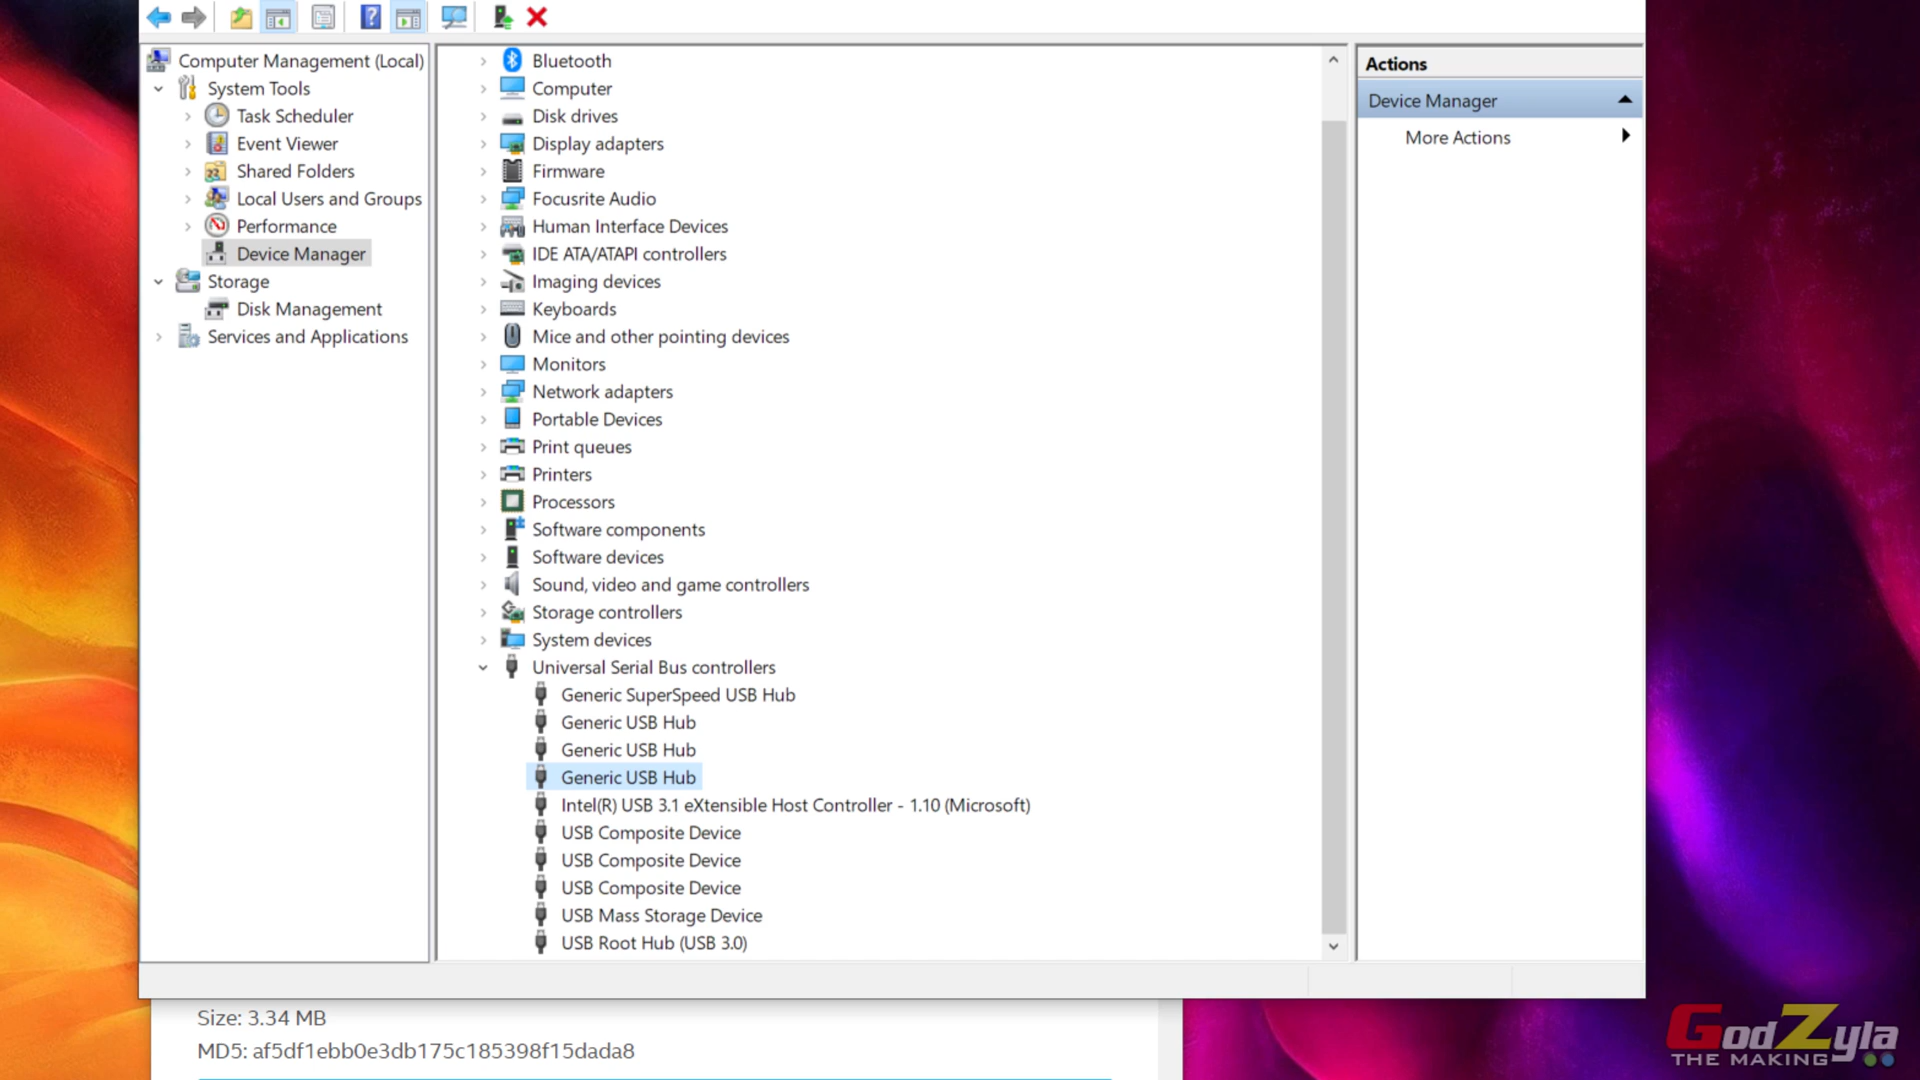 Computer Management (Local)
System Tools
Task Scheduler
Event Viewer
Shared Folders
Local Users and Groups
Performance
Device Manager
Storage
Disk Management
Services and Applications
Bluetooth
Computer
Disk drives
Display adapters
Firmware
Focusrite Audio
Human Interface Devices
IDE ATA/ATAPI controllers
Imaging devices
Keyboards
Mice and other pointing devices
Monitors
Network adapters
Portable Devices
Print queues
Printers
Processors
Software components
Software devices
Sound, video and game controllers
Storage controllers
System devices
Universal Serial Bus controllers
Generic SuperSpeed USB Hub
Generic USB Hub
Generic USB Hub
Generic USB Hub
Intel(R) USB 3.1 eXtensible Host Controller - 1.10 (Microsoft)
USB Composite Device
USB Composite Device
USB Composite Device
USB Mass Storage Device
USB Root Hub (USB 3.0)
Actions
Device Manager
More Actions
Size: 3.34 MB
MD5: af5df1ebb0e3db175c185398f15dada8
GodZyla
THE MAKING